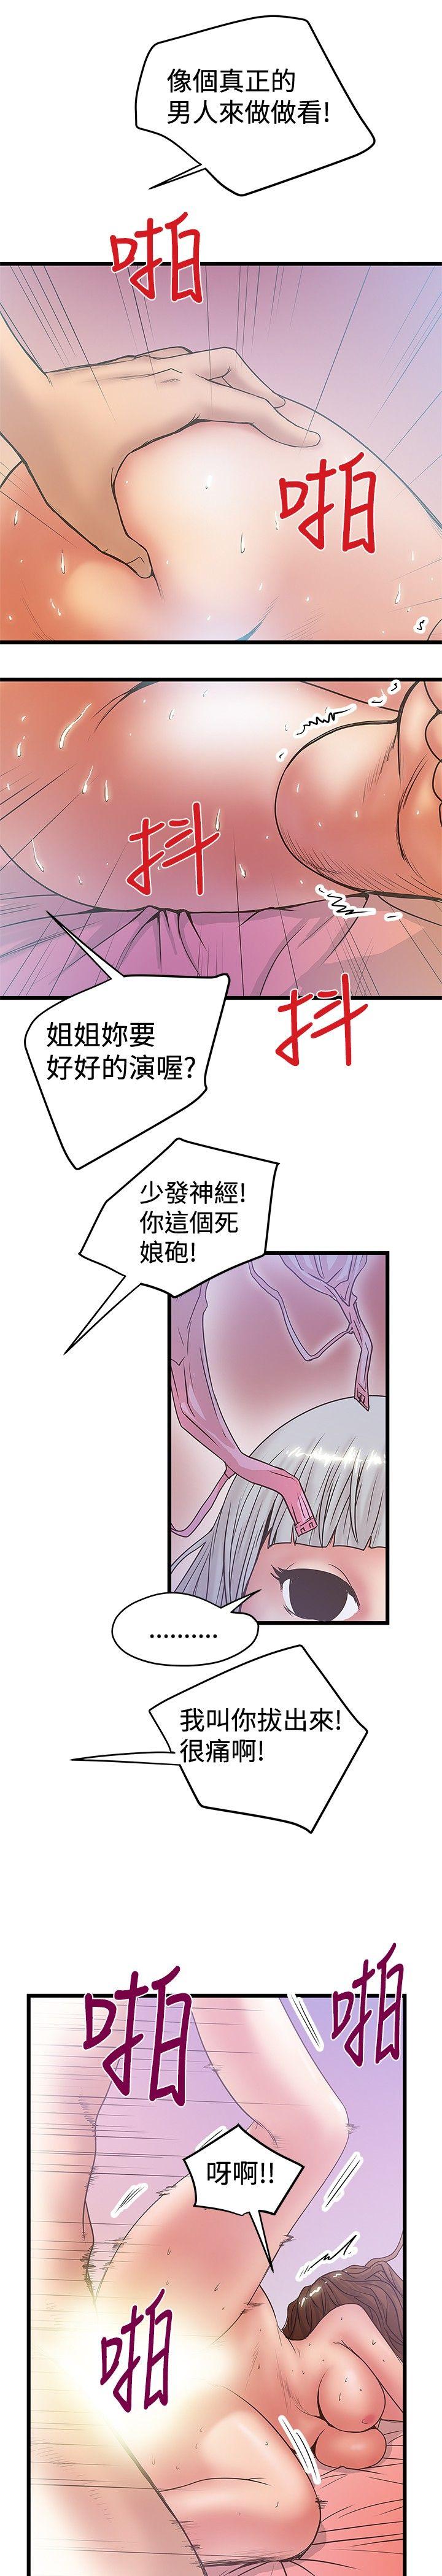 像個真正的
男人來做做看!
啪
啪
抖
抖
姐姐妳要
好好的演喔?
少發神經!
你這個死
娘砲!
..........
我叫你拔出來!
很痛啊!
啪
啪
呀啊!!
啪